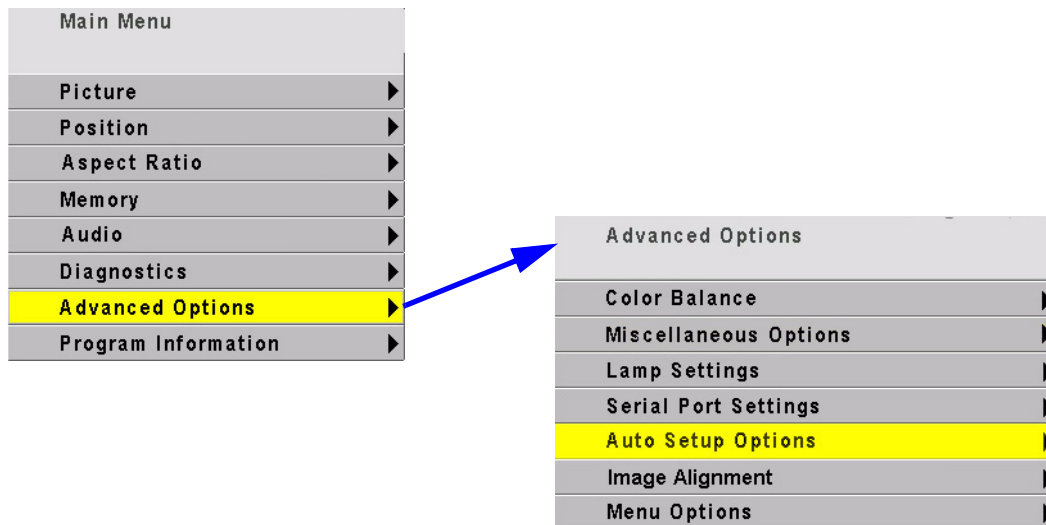 Main Menu
Picture
Position
Aspect Ratio
Memory
Audio
Diagnostics
Advanced Options
Program Information
Advanced Options
Color Balance
Miscellaneous Options
Lamp Settings
Serial Port Settings
Auto Setup Options
Image Alignment
Menu Options